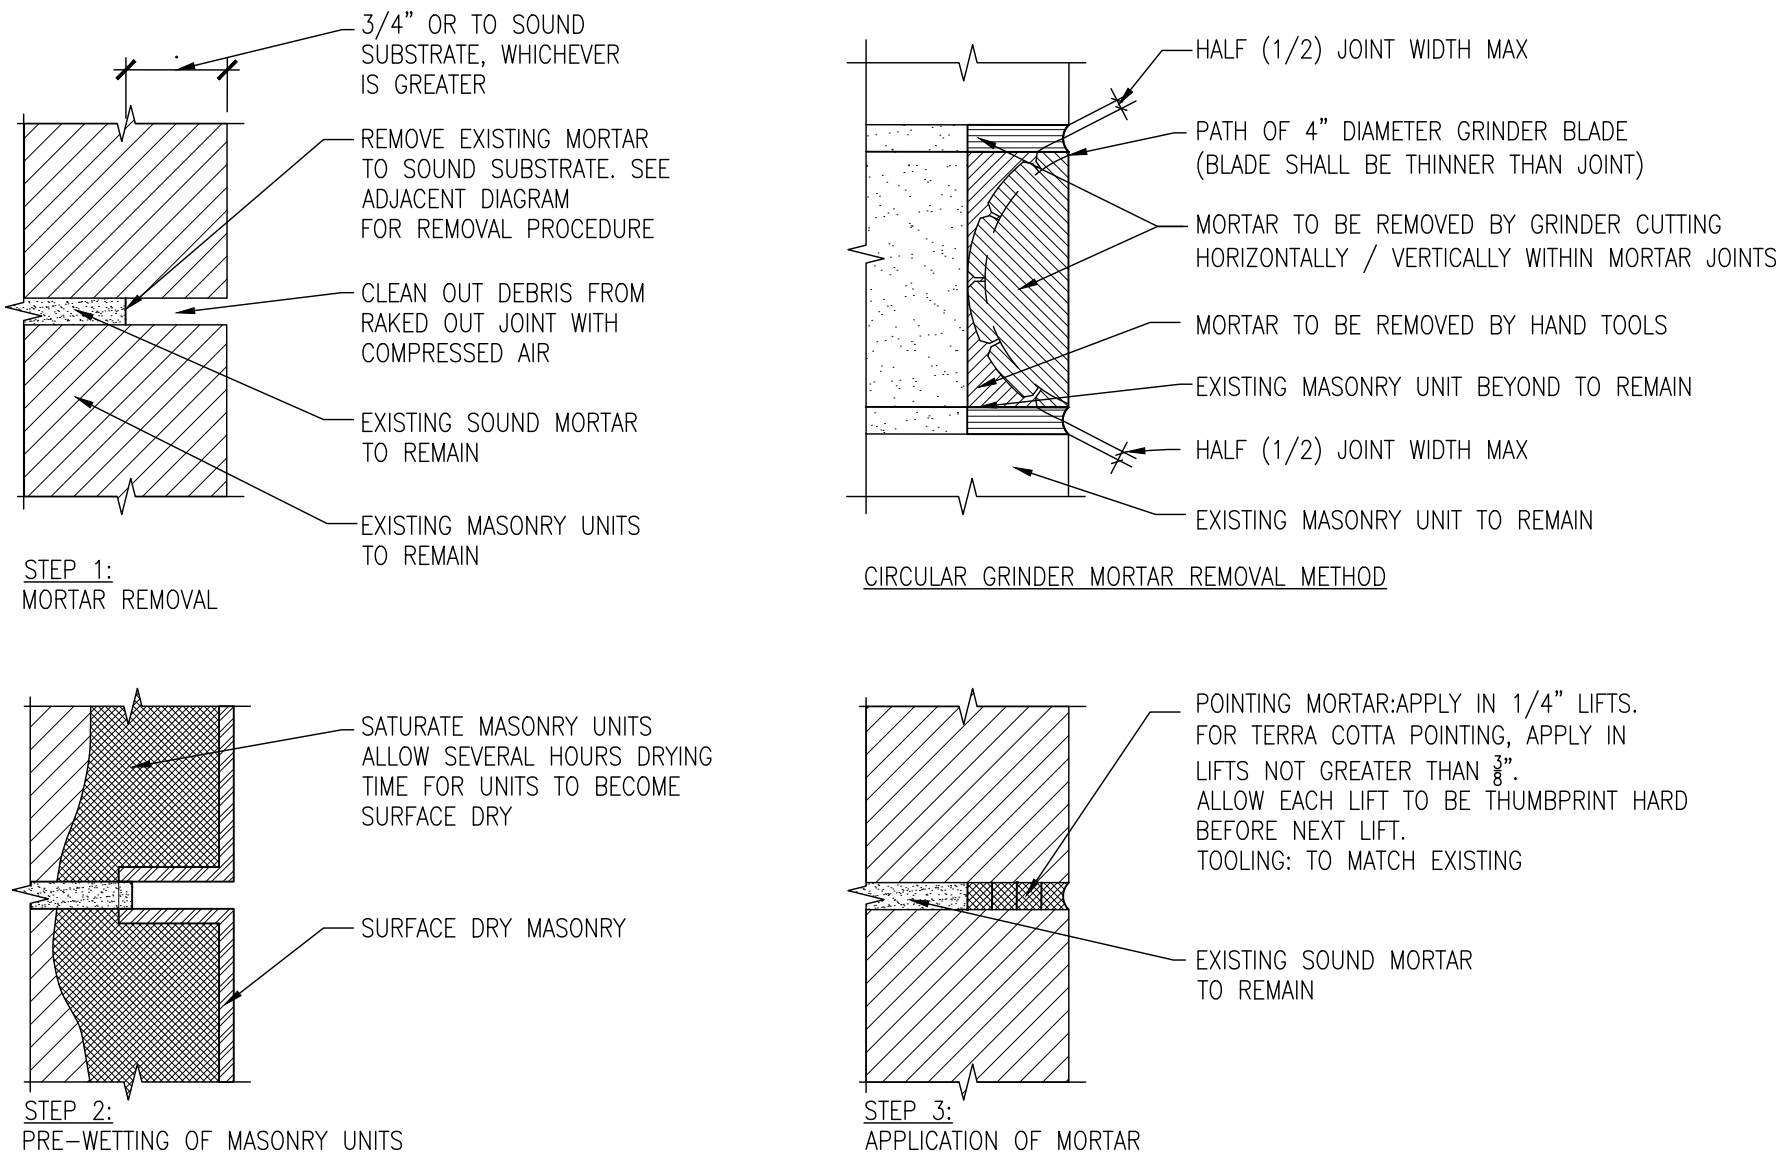 3/4” OR TO SOUND
SUBSTRATE, WHICHEVER
IS GREATER
REMOVE EXISTING MORTAR
TO SOUND SUBSTRATE. SEE
ADJACENT DIAGRAM
FOR REMOVAL PROCEDURE
CLEAN OUT DEBRIS FROM
RAKED OUT JOINT WITH
COMPRESSED AIR
EXISTING SOUND MORTAR
TO REMAIN
EXISTING MASONRY UNITS
TO REMAIN
STEP 1:
MORTAR REMOVAL
HALF (1/2) JOINT WIDTH MAX
PATH OF 4” DIAMETER GRINDER BLADE
(BLADE SHALL BE THINNER THAN JOINT)
MORTAR TO BE REMOVED BY GRINDER CUTTING
HORIZONTALLY / VERTICALLY WITHIN MORTAR JOINTS
MORTAR TO BE REMOVED BY HAND TOOLS
EXISTING MASONRY UNIT BEYOND TO REMAIN
HALF (1/2) JOINT WIDTH MAX
EXISTING MASONRY UNIT TO REMAIN
CIRCULAR GRINDER MORTAR REMOVAL METHOD
SATURATE MASONRY UNITS
ALLOW SEVERAL HOURS DRYING
TIME FOR UNITS TO BECOME
SURFACE DRY
SURFACE DRY MASONRY
STEP 2:
PRE-WETTING OF MASONRY UNITS
POINTING MORTAR:APPLY IN 1/4” LIFTS.
FOR TERRA COTTA POINTING, APPLY IN
LIFTS NOT GREATER THAN 3/8”.
ALLOW EACH LIFT TO BE THUMBPRINT HARD
BEFORE NEXT LIFT.
TOOLING: TO MATCH EXISTING
EXISTING SOUND MORTAR
TO REMAIN
STEP 3:
APPLICATION OF MORTAR